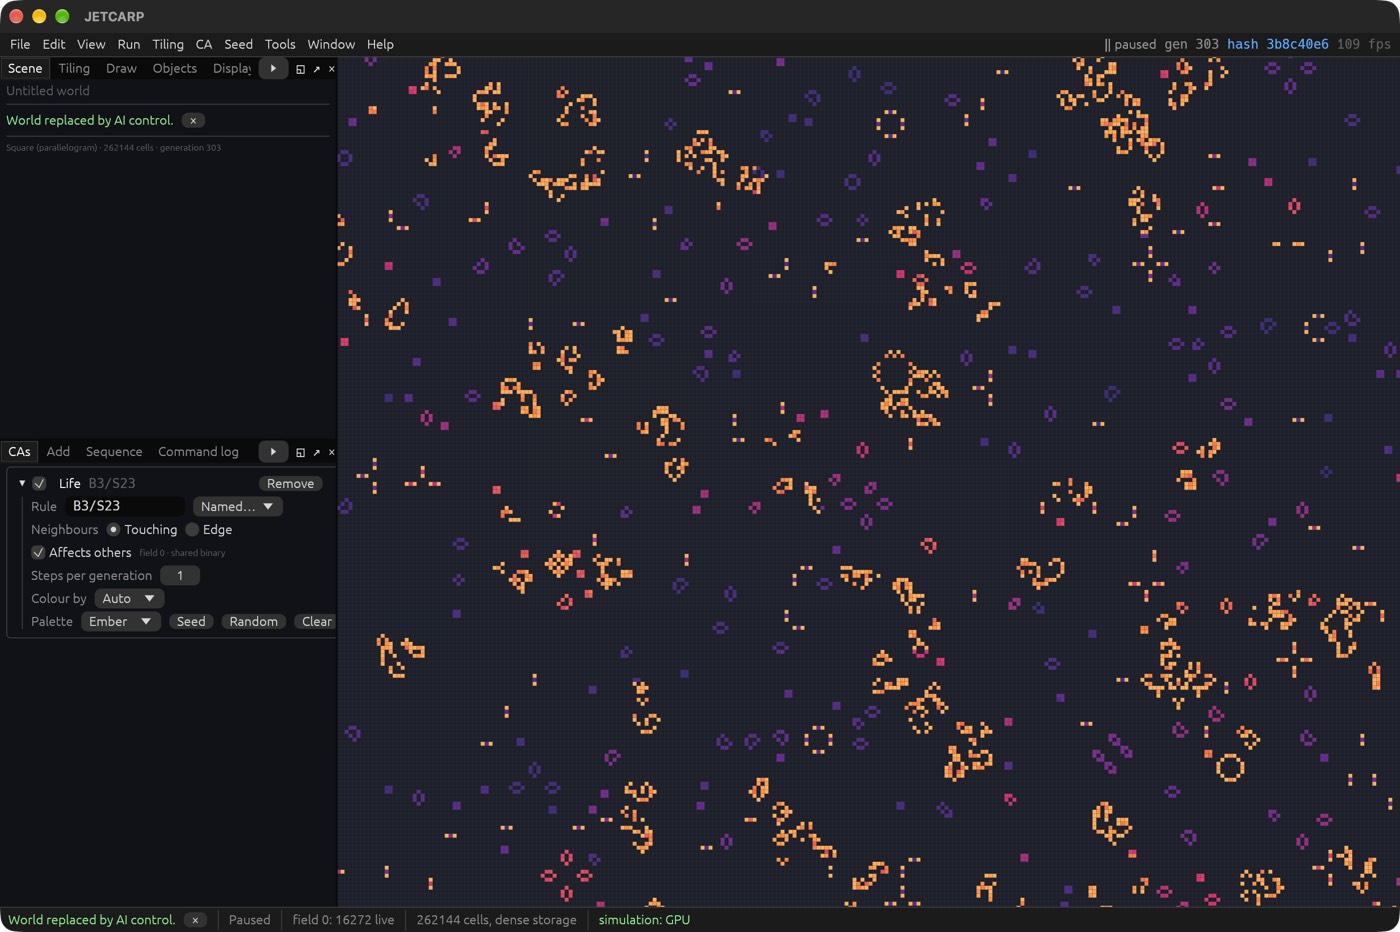 JETCARP
File Edit View Run Tiling CA Seed Tools Window Help
paused gen 303 hash 3b8c40e6 109 fps
Scene Tiling Draw Objects Display
Untitled world
World replaced by AI control. ×
Square (parallelogram) · 262144 cells · generation 303
CAs Add Sequence Command log
Life B3/S23 Remove
Rule B3/S23 Named...
Neighbours Touching Edge
Affects others field 0 · shared binary
Steps per generation 1
Colour by Auto
Palette Ember Seed Random Clear
World replaced by AI control. × Paused field 0: 16272 live 262144 cells, dense storage simulation: GPU